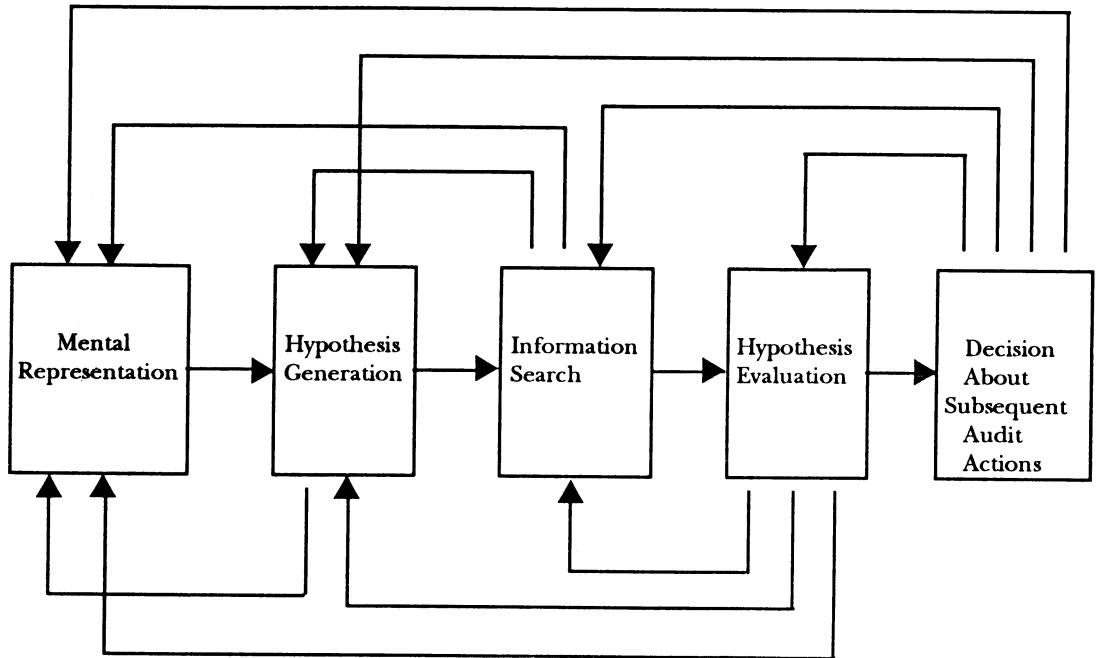 Mental
Representation
Hypothesis
Generation
Information
Search
Hypothesis
Evaluation
Decision
About
Subsequent
Audit
Actions